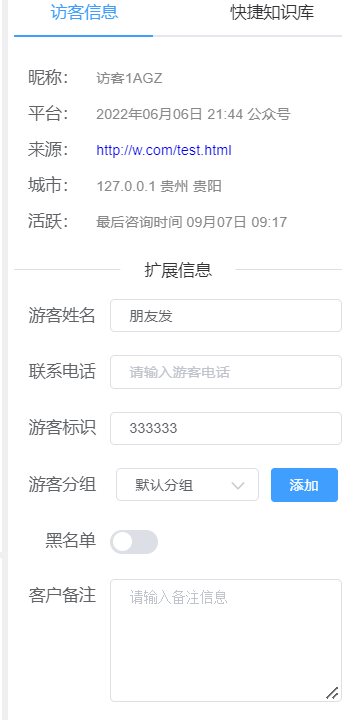 访客信息 快捷知识库
昵称： 访客1AGZ
平台： 2022年06月06日 21:44 公众号
来源： http://w.com/test.html
城市： 127.0.0.1 贵州 贵阳
活跃： 最后咨询时间 09月07日 09:17
扩展信息
游客姓名 朋友发
联系电话 请输入游客电话
游客标识 333333
游客分组 默认分组 添加
黑名单
客户备注 请输入备注信息